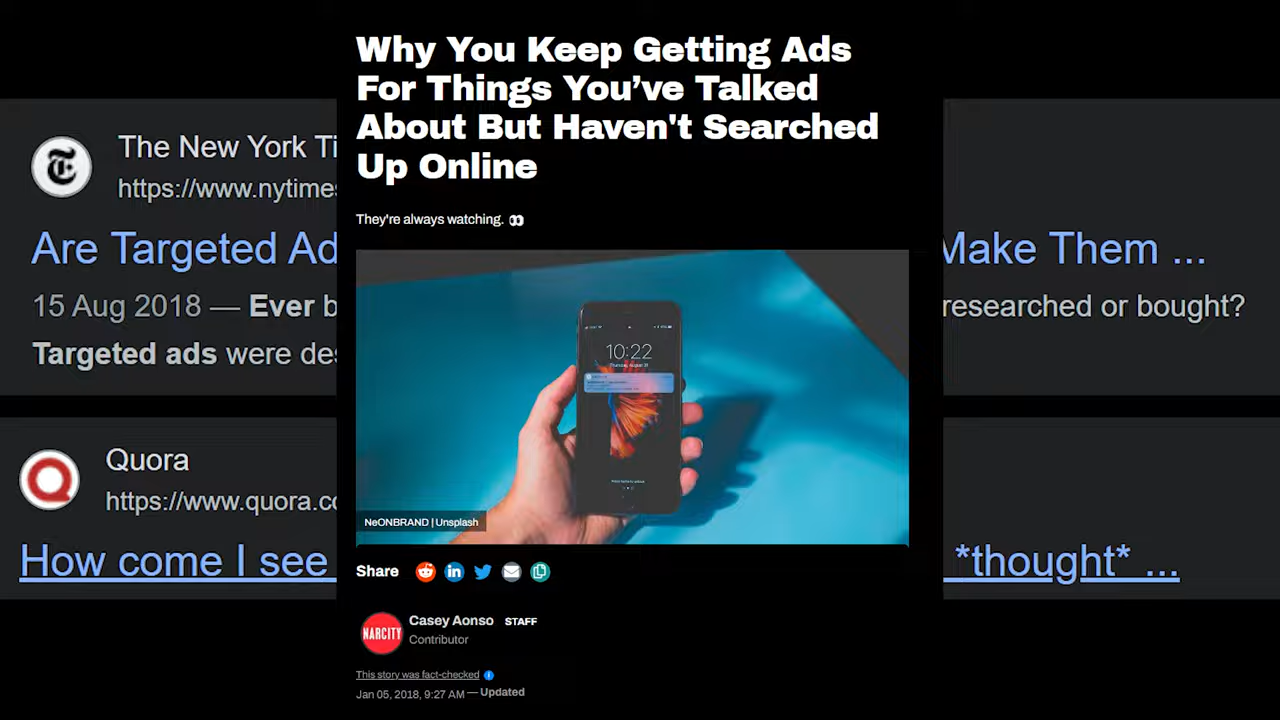 Why You Keep Getting Ads
For Things You’ve Talked
About But Haven't Searched
Up Online
They're always watching. 👀
The New York Ti
https://www.nytimes
Are Targeted Ad
Make Them ...
15 Aug 2018 — Ever b
researched or bought?
Targeted ads were des
Quora
https://www.quora.co
How come I see
*thought* ...
10:22
NeONBRAND | Unsplash
Share
NARCITY
Casey Aonso STAFF
Contributor
This story was fact-checked
Jan 05, 2018, 9:27 AM — Updated